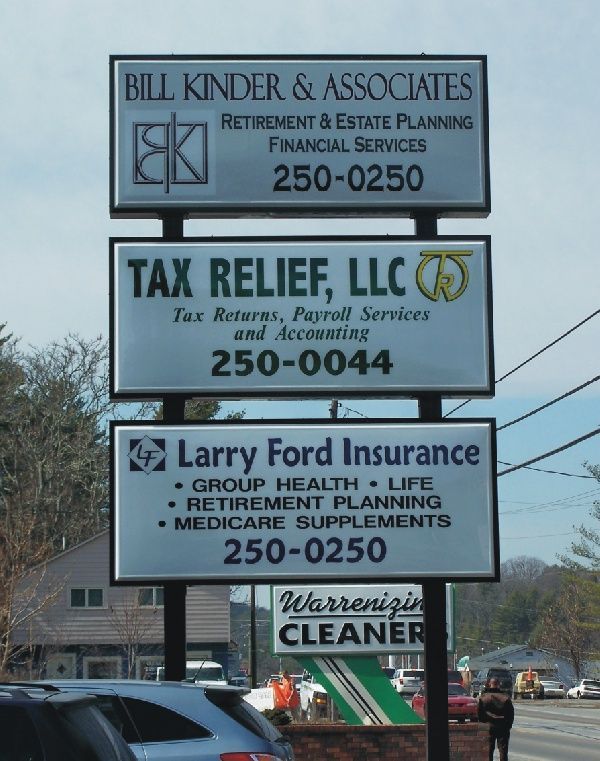 BILL KINDER & ASSOCIATES
RETIREMENT & ESTATE PLANNING
FINANCIAL SERVICES
BK
250-0250
TAX RELIEF, LLC
TR
Tax Returns, Payroll Services
and Accounting
250-0044
LF
Larry Ford Insurance
• GROUP HEALTH • LIFE
• RETIREMENT PLANNING
• MEDICARE SUPPLEMENTS
250-0250
Warrenizin
CLEANER